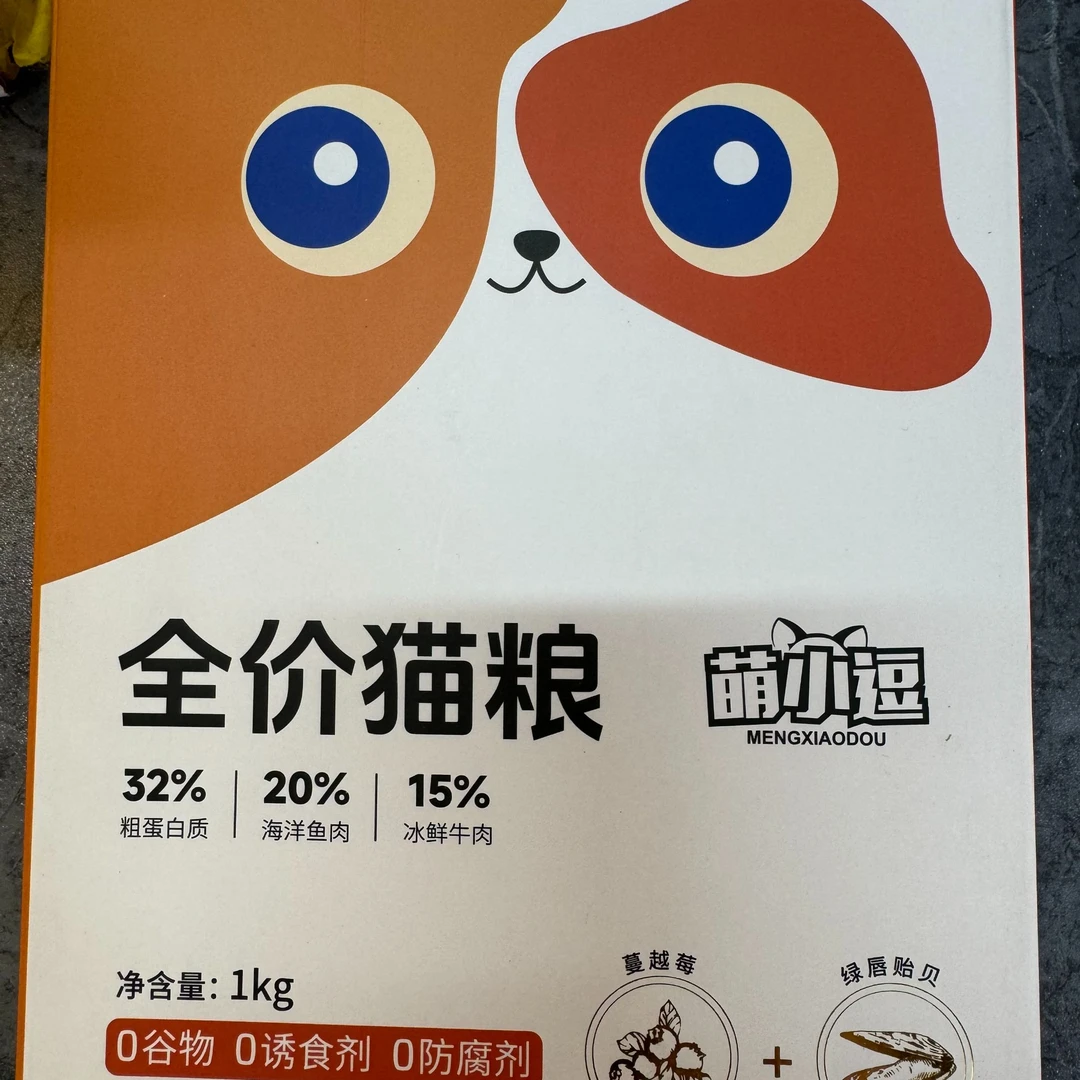 全价猫粮
萌小逗
MENGXIAODOU
32% 20% 15%
粗蛋白质 海洋鱼肉 冰鲜牛肉
净含量: 1kg
0谷物 0诱食剂 0防腐剂
蔓越莓 + 绿唇贻贝